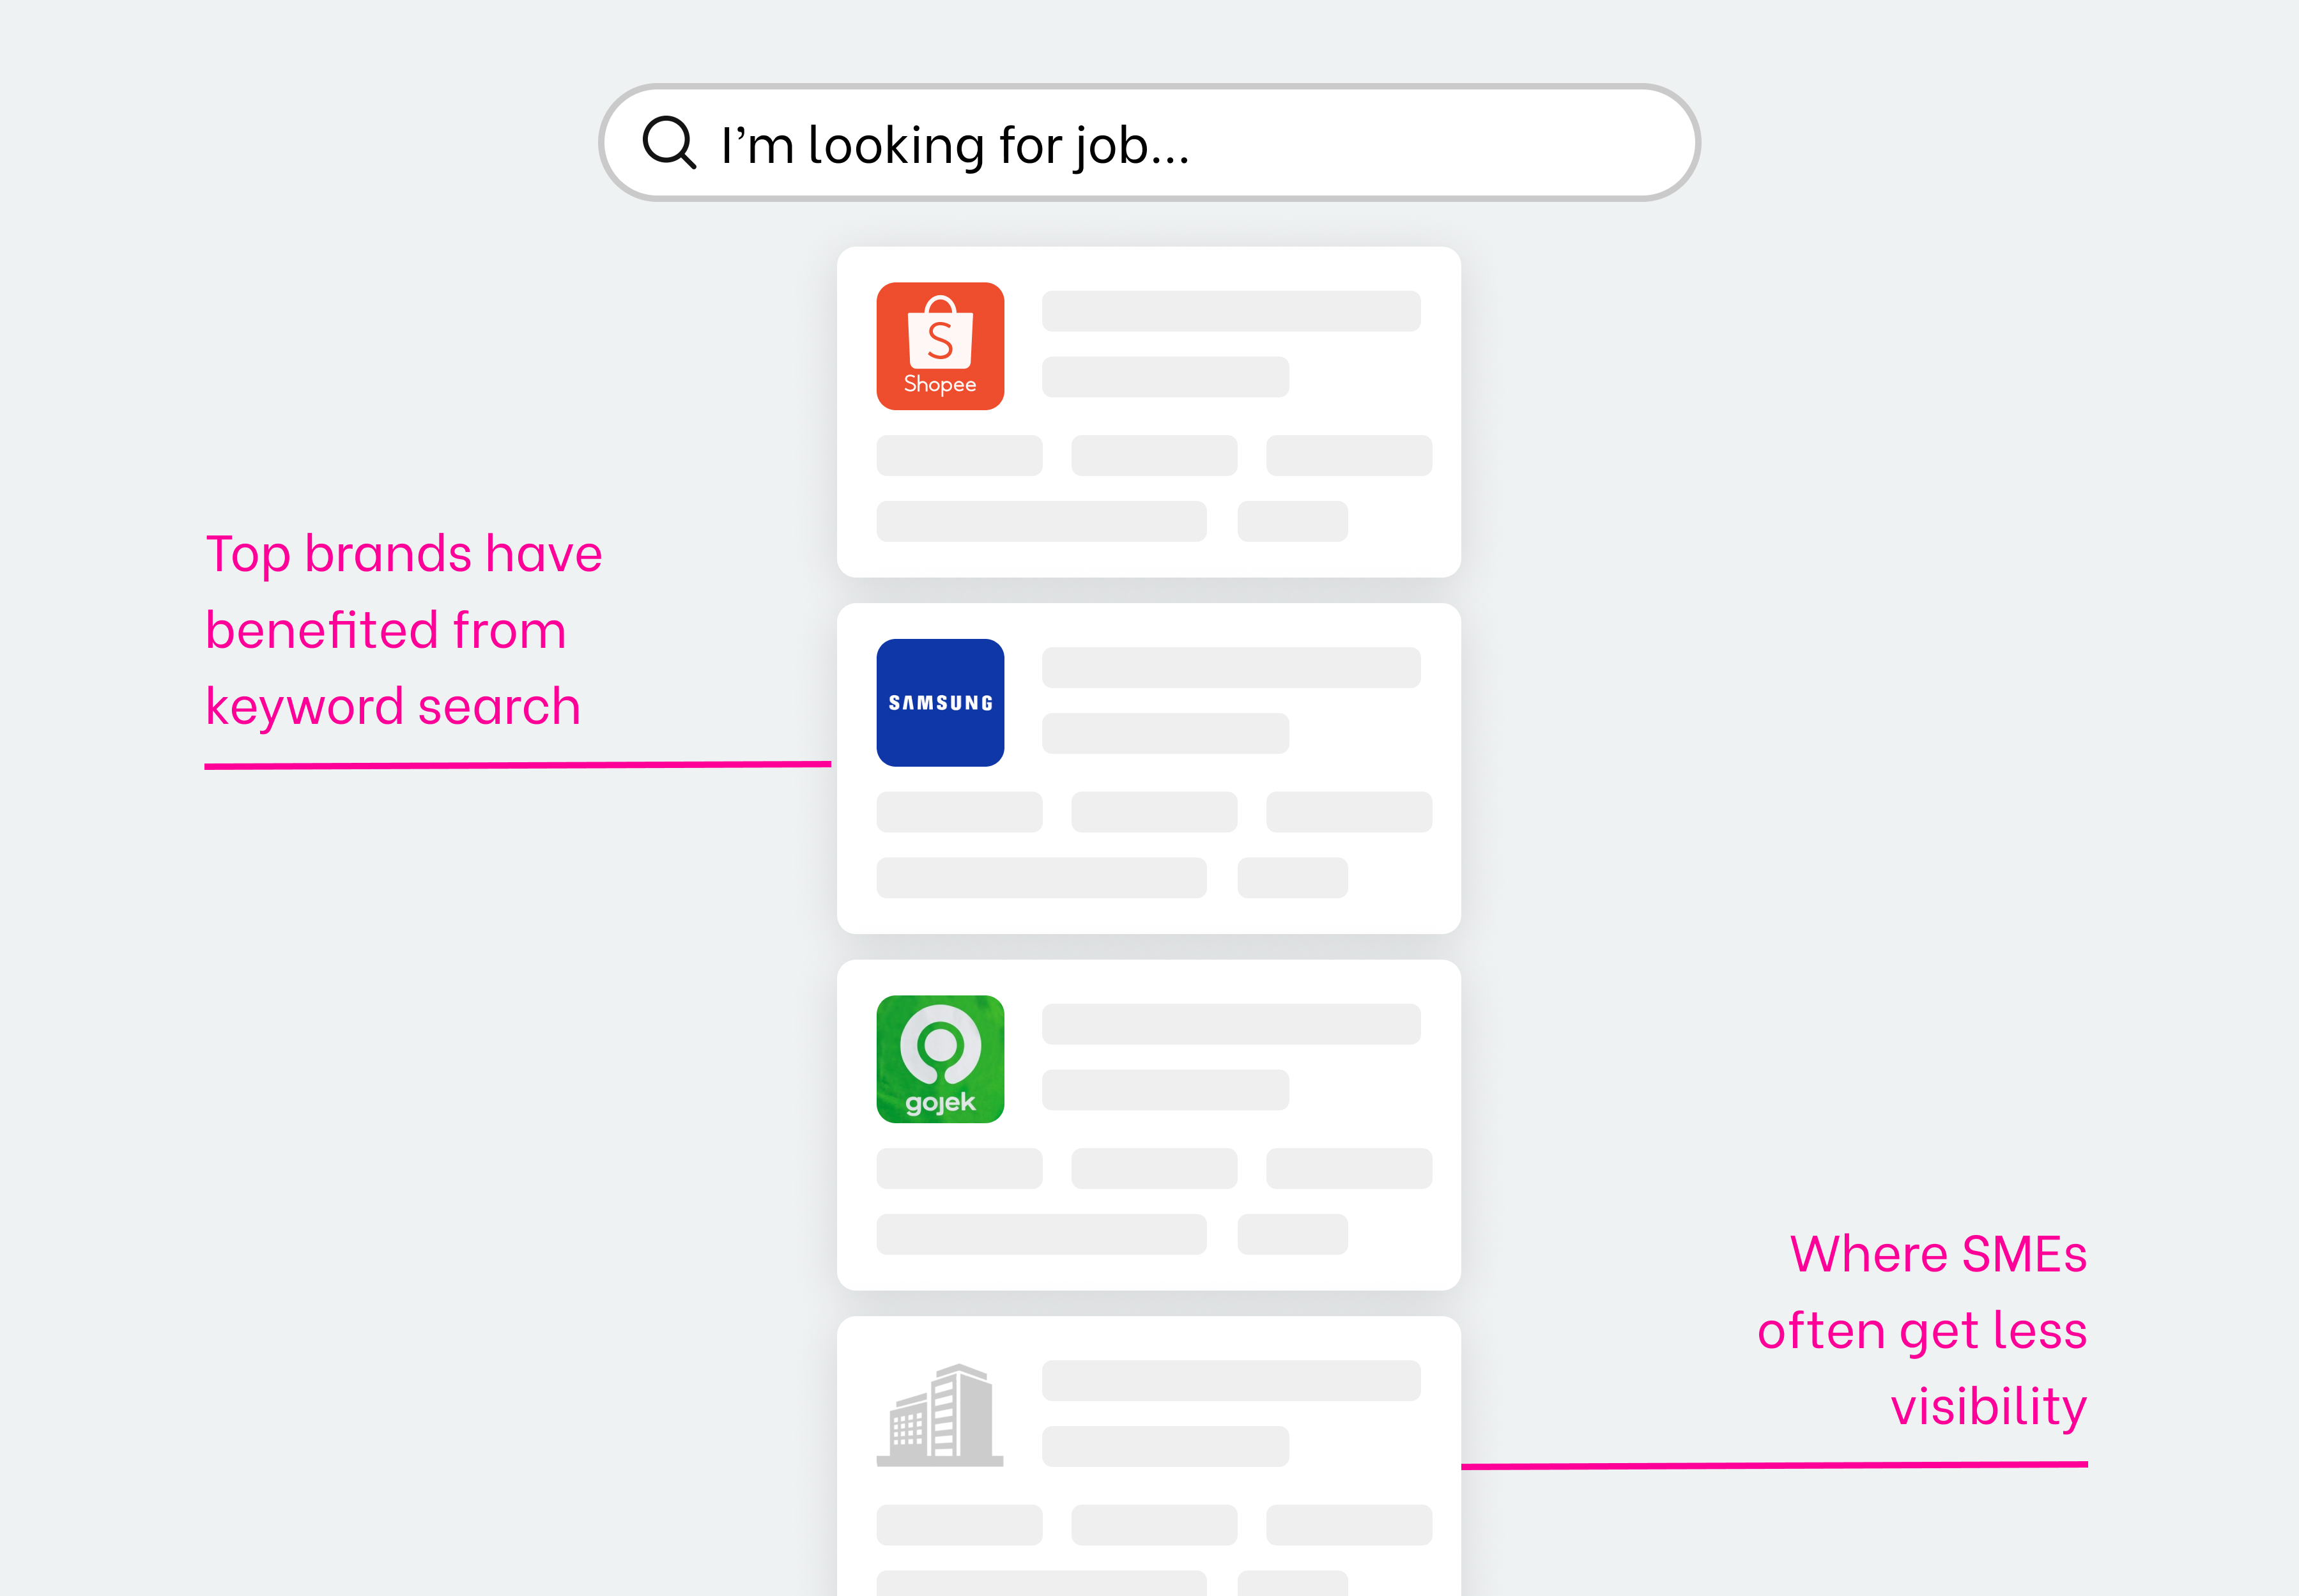 I’m looking for job...
S
Shopee
Top brands have
benefited from
keyword search
SAMSUNG
gojek
Where SMEs
often get less
visibility